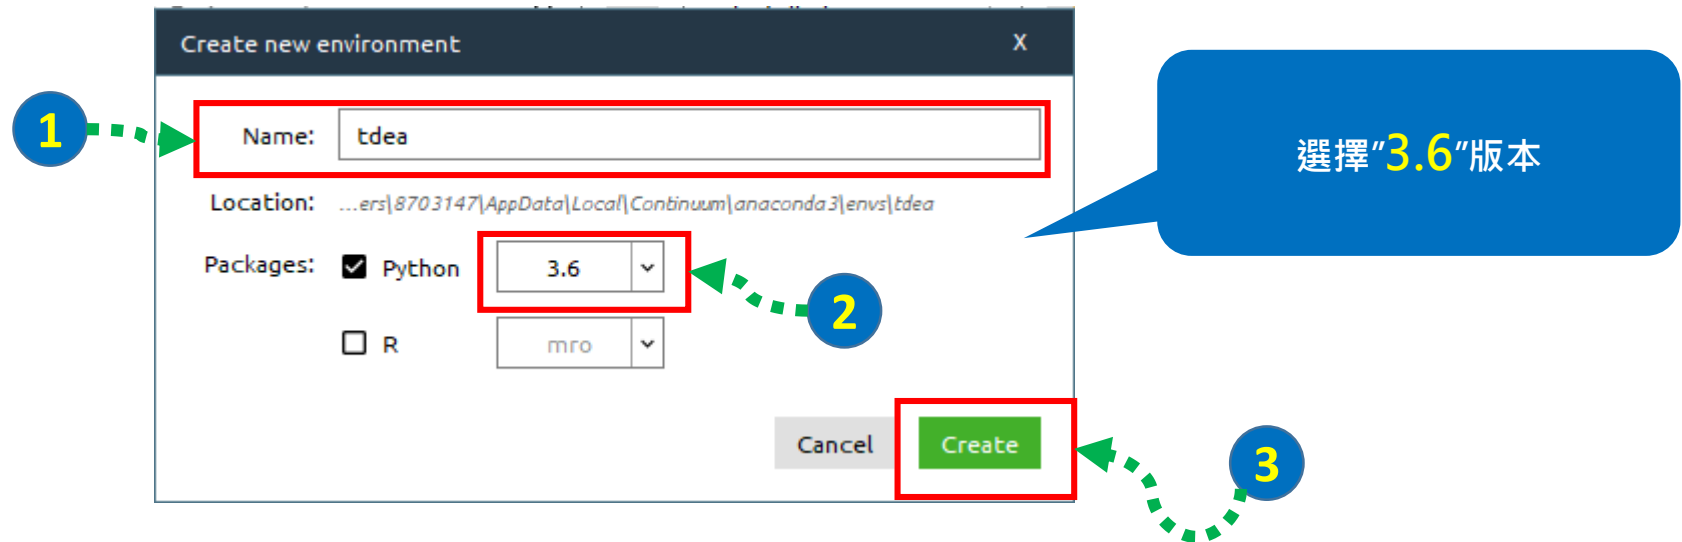 Create new environment X
1
Name: tdea
選擇"3.6"版本
Location: ...ers\8703147\AppData\Local\Continuum\anaconda3\envs\tdea
Packages: Python 3.6
2
R mro
Cancel Create
3